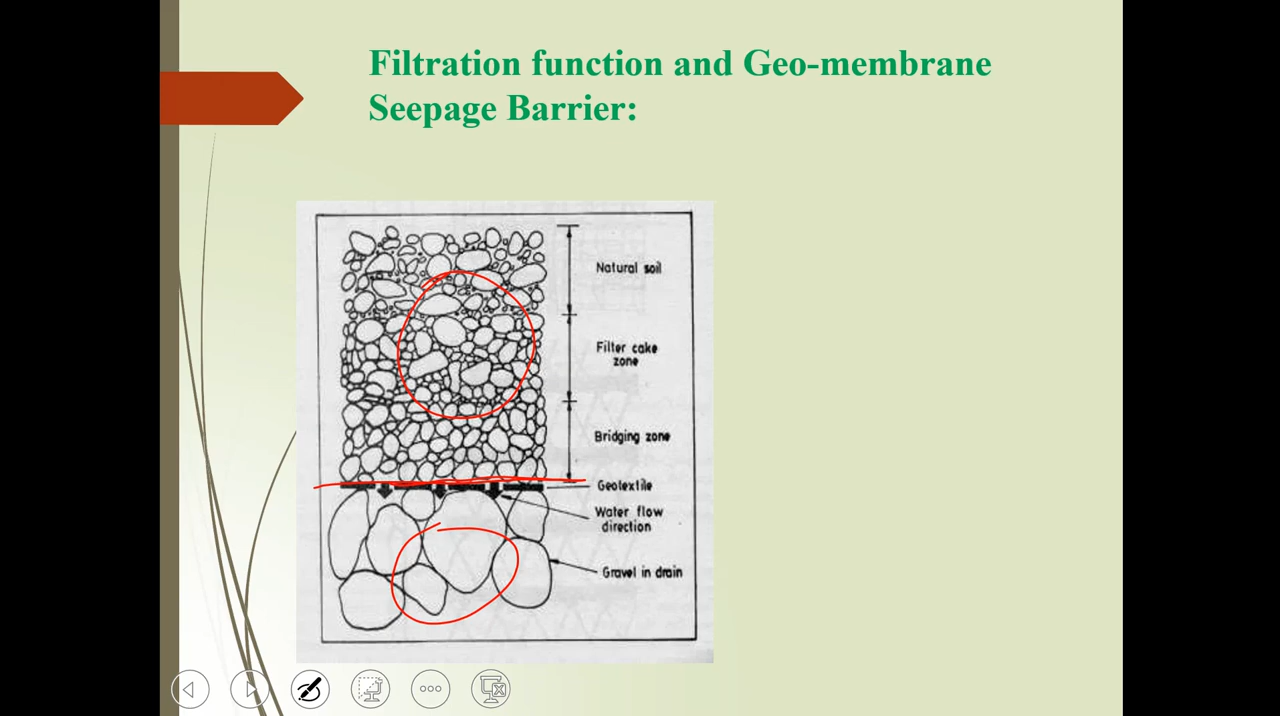 Filtration function and Geo-membrane
Seepage Barrier:
Natural soil
Filter cake
zone
Bridging zone
Geotextile
Water flow
direction
Gravel in drain